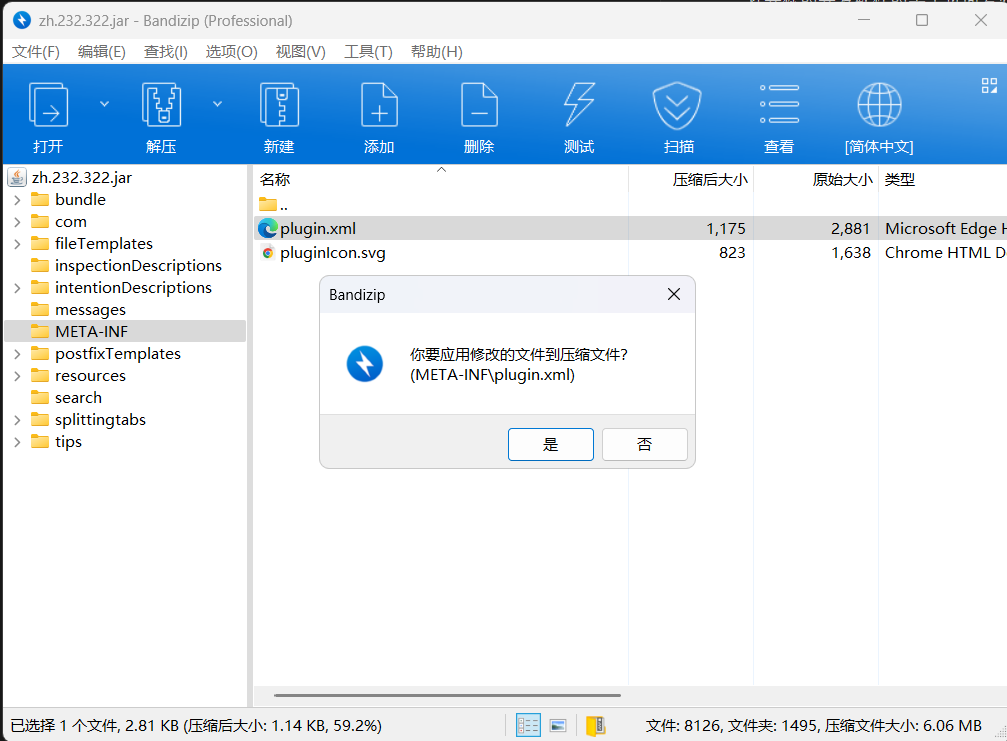 zh.232.322.jar - Bandizip (Professional)
文件(F) 编辑(E) 查找(I) 选项(O) 视图(V) 工具(T) 帮助(H)
打开 解压 新建 添加 删除 测试 扫描 查看 [简体中文]
zh.232.322.jar
bundle
com
fileTemplates
inspectionDescriptions
intentionDescriptions
messages
META-INF
postfixTemplates
resources
search
splittingtabs
tips
名称 压缩后大小 原始大小 类型
..
plugin.xml 1,175 2,881 Microsoft Edge H
pluginIcon.svg 823 1,638 Chrome HTML D
Bandizip
你要应用修改的文件到压缩文件?
(META-INF\plugin.xml)
是 否
已选择 1 个文件, 2.81 KB (压缩后大小: 1.14 KB, 59.2%) 文件: 8126, 文件夹: 1495, 压缩文件大小: 6.06 MB